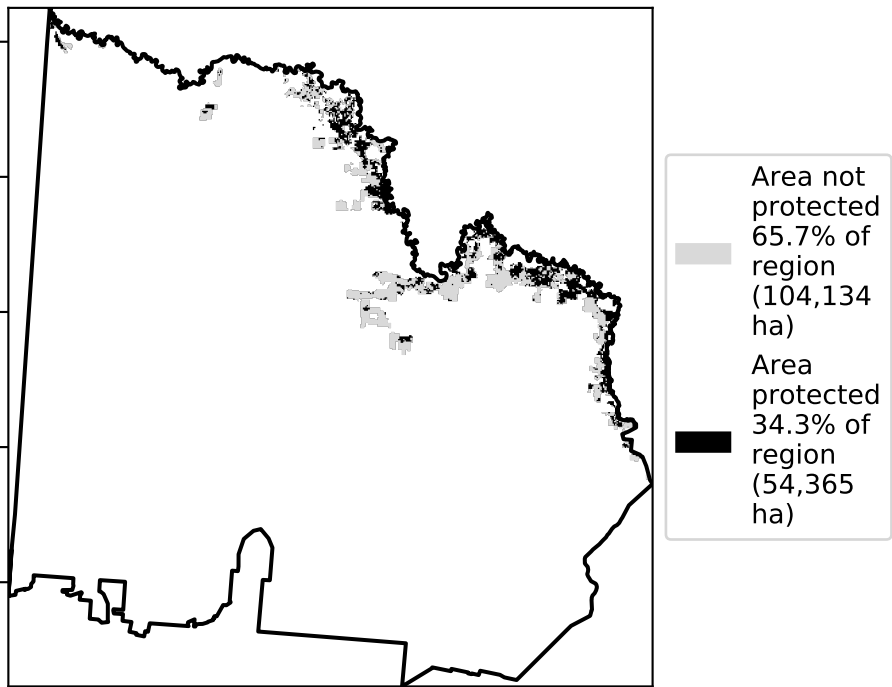 Area not
protected
65.7% of
region
(104,134
ha)
Area
protected
34.3% of
region
(54,365
ha)